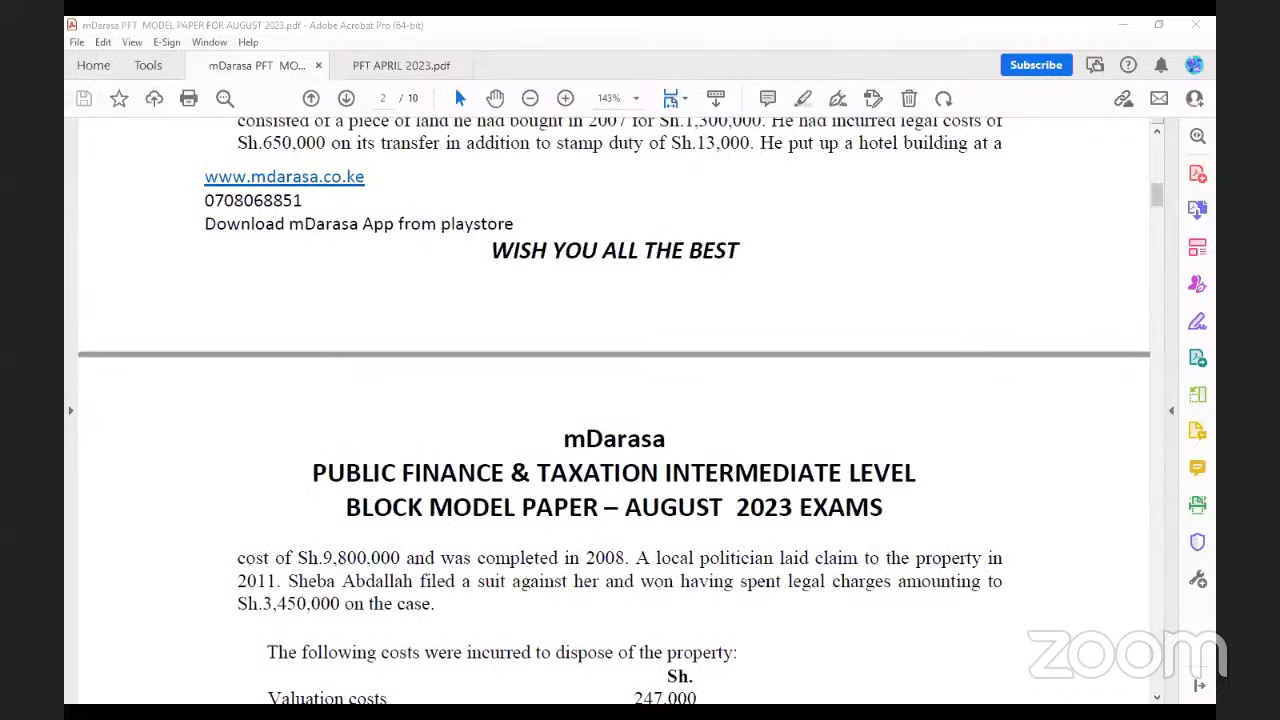 mDarasa PFT MODEL PAPER FOR AUGUST 2023.pdf - Adobe Acrobat Pro (64-bit)
File Edit View E-Sign Window Help
Home Tools mDarasa PFT MO... × PFT APRIL 2023.pdf Subscribe
2 / 10 143%
consisted of a piece of land he had bought in 2007 for Sh.1,300,000. He had incurred legal costs of
Sh.650,000 on its transfer in addition to stamp duty of Sh.13,000. He put up a hotel building at a
www.mdarasa.co.ke
0708068851
Download mDarasa App from playstore
WISH YOU ALL THE BEST
mDarasa
PUBLIC FINANCE & TAXATION INTERMEDIATE LEVEL
BLOCK MODEL PAPER – AUGUST 2023 EXAMS
cost of Sh.9,800,000 and was completed in 2008. A local politician laid claim to the property in
2011. Sheba Abdallah filed a suit against her and won having spent legal charges amounting to
Sh.3,450,000 on the case.
The following costs were incurred to dispose of the property:
Sh.
Valuation costs 247,000
zoom